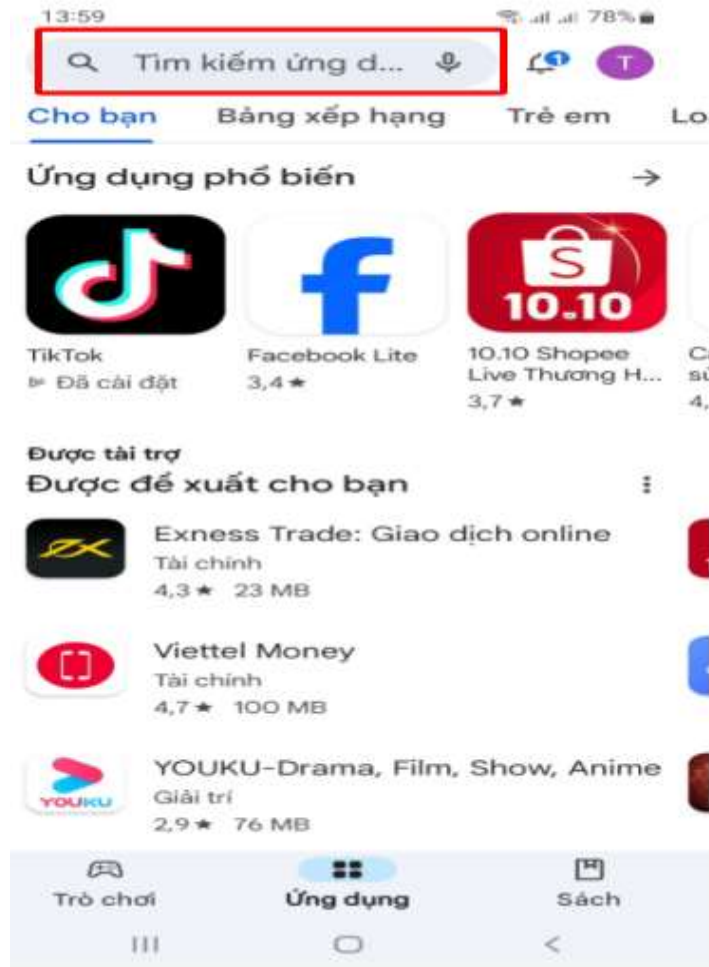 13:59 78%
Tìm kiếm ứng d... 1 T
Cho bạn Bảng xếp hạng Trẻ em Lo
Ứng dụng phổ biến
S
10.10
TikTok
Đã cài đặt
Facebook Lite
3,4★
10.10 Shopee
Live Thương H...
3,7★
C
sử
4,
Được tài trợ
Được đề xuất cho bạn
Exness Trade: Giao dịch online
Tài chính
4,3★ 23 MB
Viettel Money
Tài chính
4,7★ 100 MB
YOUKU
YOUKU-Drama, Film, Show, Anime
Giải trí
2,9★ 76 MB
Trò chơi Ứng dụng Sách